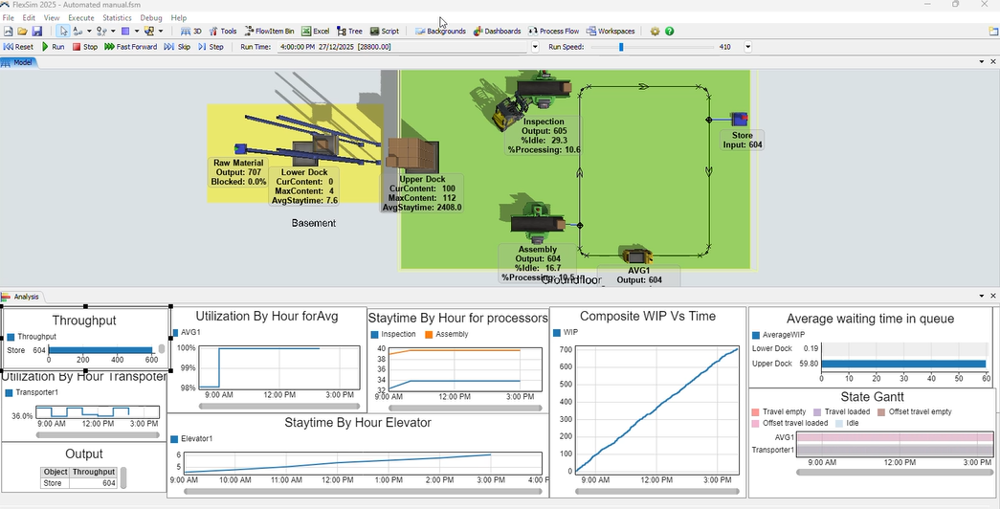 FlexSim 2025 - Automated manual.fsm
File Edit View Execute Statistics Debug Help
3D Tools FlowItem Bin Excel Tree Script Backgrounds Dashboards Process Flow Workspaces
Reset Run Stop Fast Forward Skip Step Run Time: 4:00:00 PM 27/12/2025 [28800.00] Run Speed: 410
Model
Inspection
Output: 605
%Idle: 29.3
%Processing: 10.6
Store
Input: 604
Raw Material
Output: 707
Blocked: 0.0%
Lower Dock
CurContent: 0
MaxContent: 4
AvgStaytime: 7.6
Upper Dock
CurContent: 100
MaxContent: 112
AvgStaytime: 2408.0
Basement
Assembly
Output: 604
%Idle: 16.7
%Processing: 10.5
Groundfloor
AVG1
Output: 604
Analysis
Throughput
Throughput
Store 604
0 200 400 600
Utilization By Hour Transpoter
Transporter1
36.0%
9:00 AM 12:00 PM 3:00 PM
Output
Object Throughput
Store 604
Utilization By Hour forAvg
AVG1
100%
99%
98%
9:00 AM 12:00 PM 3:00 PM
Staytime By Hour for processors
Inspection Assembly
40
38
36
34
32
9:00 AM 12:00 PM 3:00 PM
Staytime By Hour Elevator
Elevator1
6
5
9:00 AM 10:00 AM 11:00 AM 12:00 PM 1:00 PM 2:00 PM 3:00 PM 4:00 F
Composite WIP Vs Time
WIP
700
600
500
400
300
200
100
0
9:00 AM 12:00 PM 3:00 PM
Average waiting time in queue
AverageWIP
Lower Dock 0.19
Upper Dock 59.80
0 10 20 30 40 50 60
State Gantt
Travel empty Travel loaded Offset travel empty
Offset travel loaded Idle
AVG1
Transporter1
9:00 AM 12:00 PM 3:00 PM